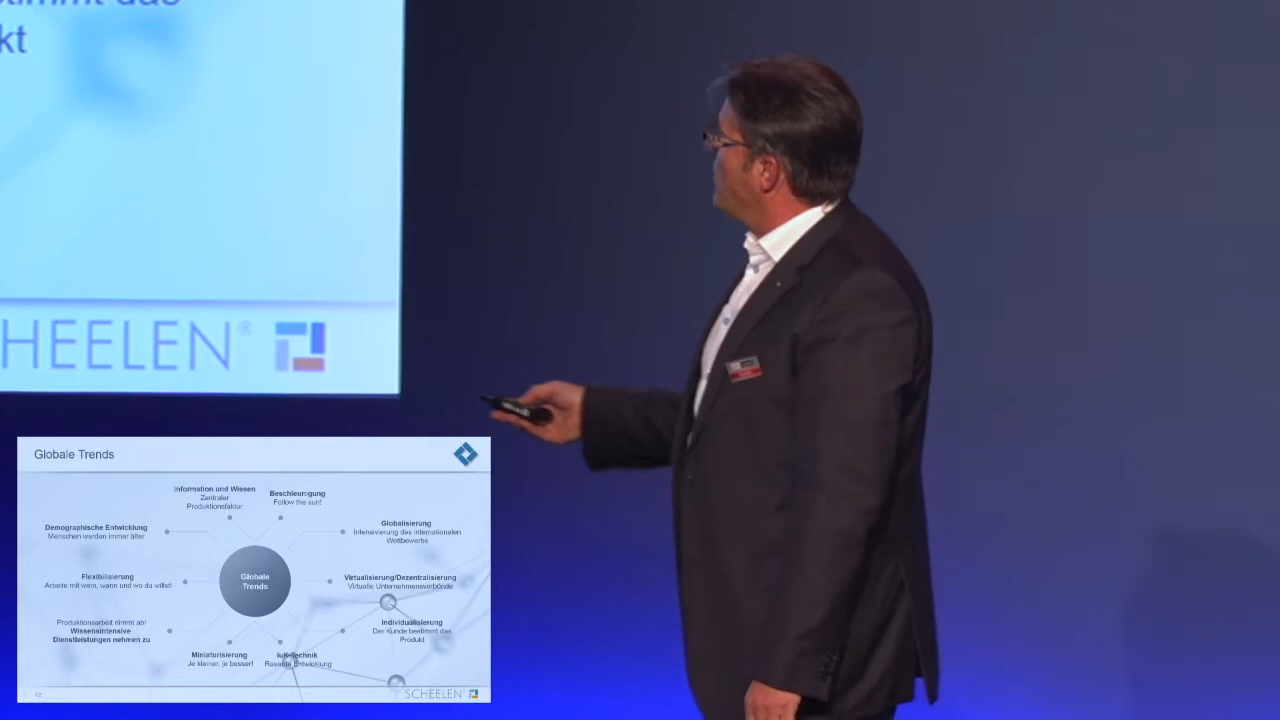 kt
HEELEN®
Globale Trends
Information und Wissen
Zentraler
Produktionsfaktor
Beschleunigung
Follow the sun!
Demographische Entwicklung
Menschen werden immer älter
Globalisierung
Intensivierung des internationalen
Wettbewerbs
Flexibilisierung
Arbeite mit wem, wann und wo du willst!
Globale
Trends
Virtualisierung/Dezentralisierung
Virtuelle Unternehmensverbünde
Produktionsarbeit nimmt ab/
Wissensintensive
Dienstleistungen nehmen zu
Individualisierung
Der Kunde bestimmt das
Produkt
Miniaturisierung
Je kleiner, je besser!
IuK-Technik
Rasante Entwicklung
12
SCHEELEN®